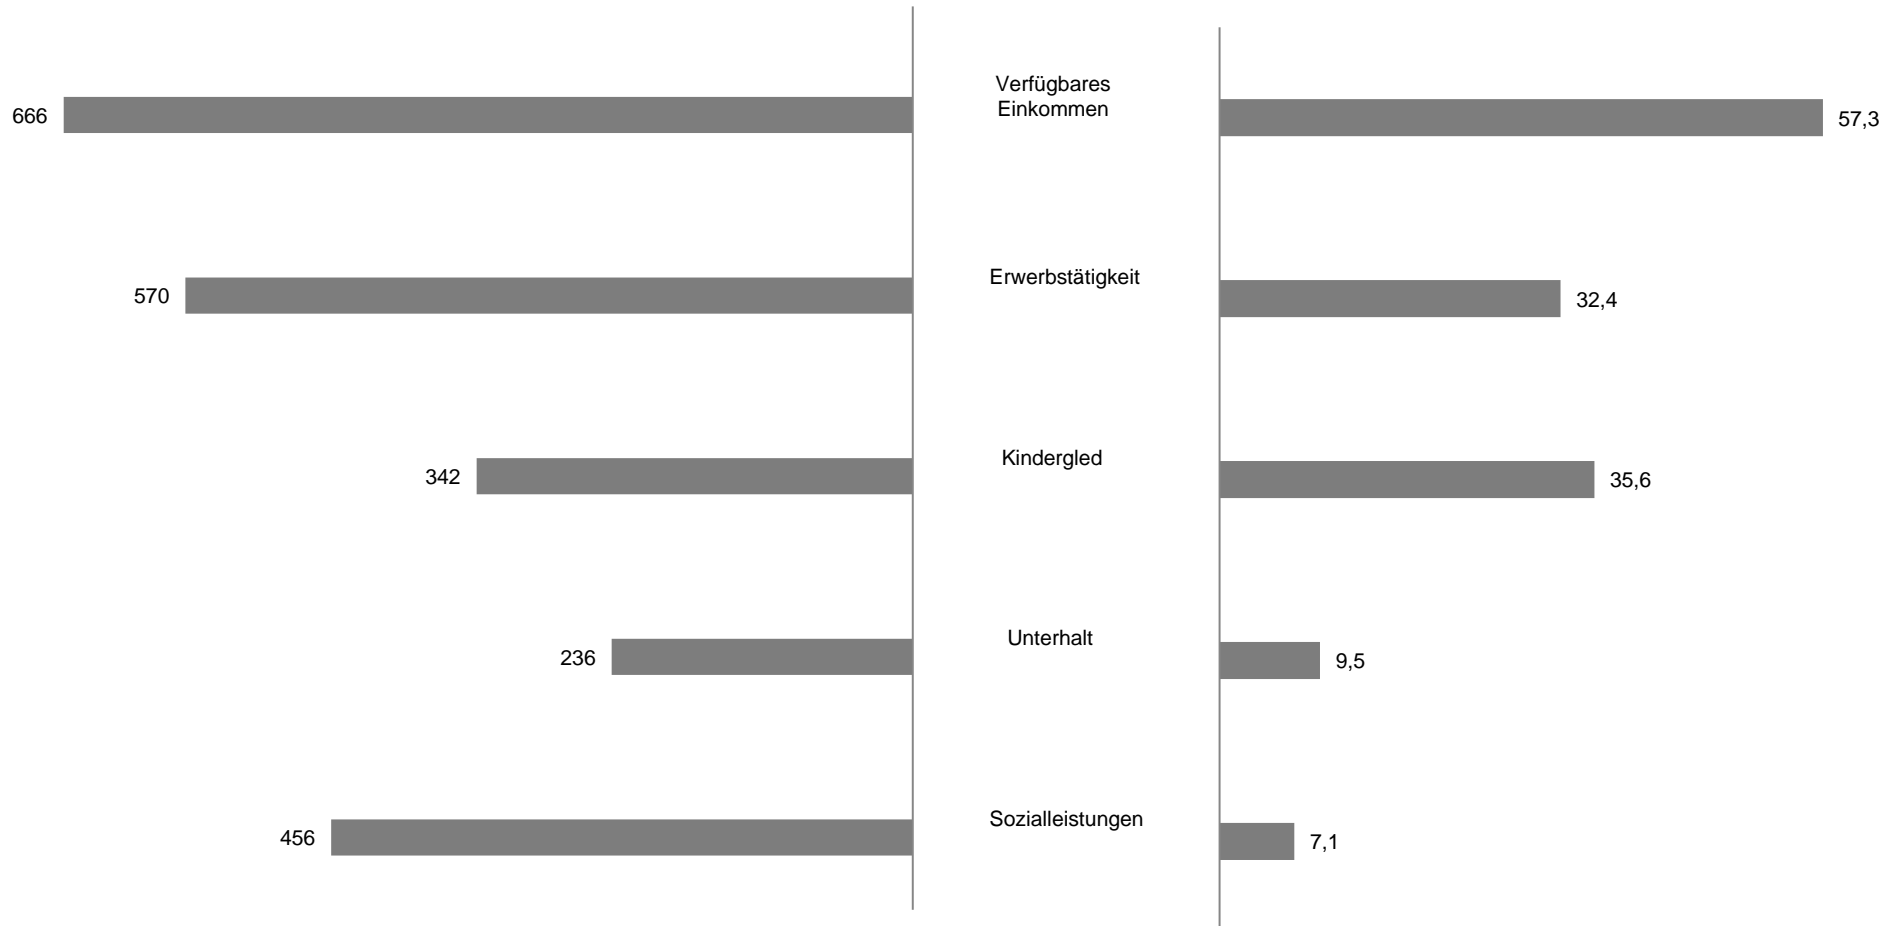 Verfügbares
Einkommen
666
57,3
Erwerbstätigkeit
570
32,4
Kindergled
342
35,6
Unterhalt
236
9,5
Sozialleistungen
456
7,1